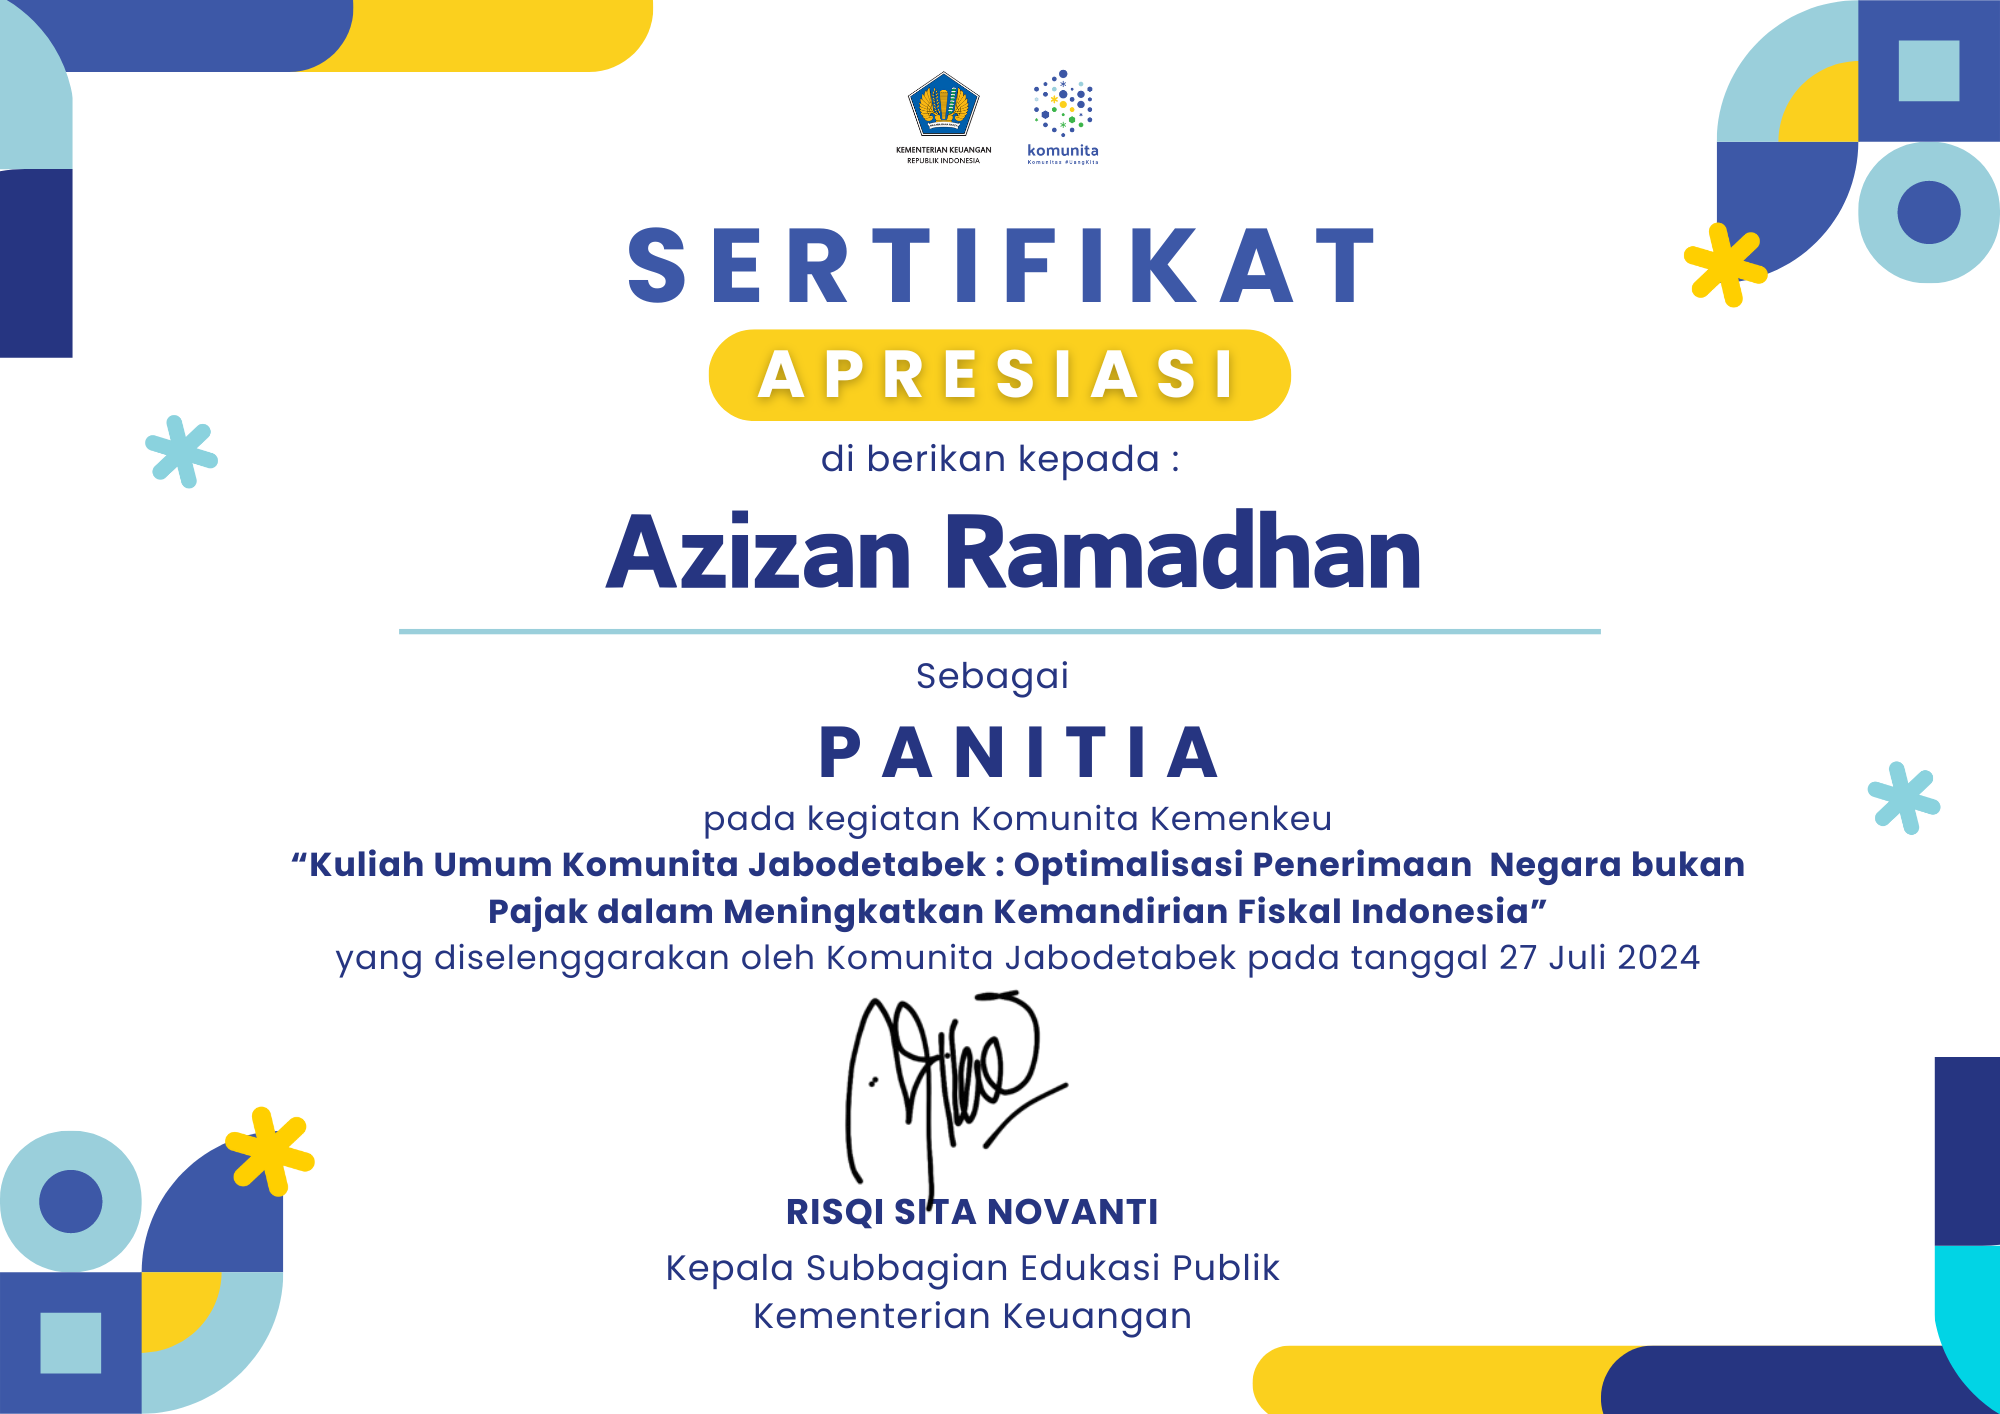 KEMENTERIAN KEUANGAN
REPUBLIK INDONESIA
komunita
Komunitas #UangKita
SERTIFIKAT
APRESIASI
di berikan kepada :
Azizan Ramadhan
Sebagai
PANITIA
pada kegiatan Komunita Kemenkeu
“Kuliah Umum Komunita Jabodetabek : Optimalisasi Penerimaan  Negara bukan
Pajak dalam Meningkatkan Kemandirian Fiskal Indonesia”
yang diselenggarakan oleh Komunita Jabodetabek pada tanggal 27 Juli 2024
RISQI SITA NOVANTI
Kepala Subbagian Edukasi Publik
Kementerian Keuangan